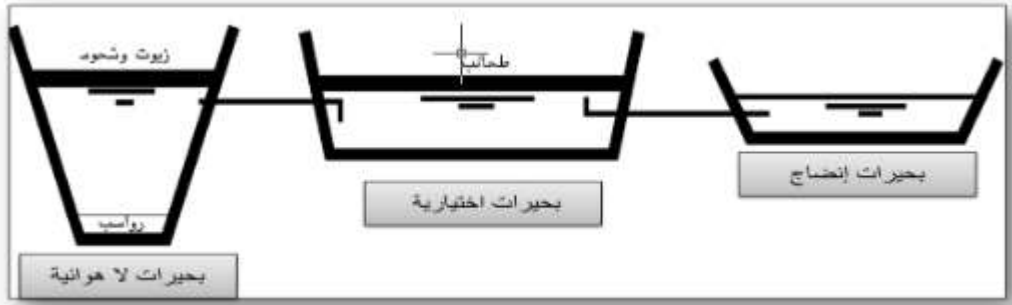 زيوت وشحوم
طحالب
رواسب
بحيرات إنضاج
بحيرات اختيارية
بحيرات لا هوائية